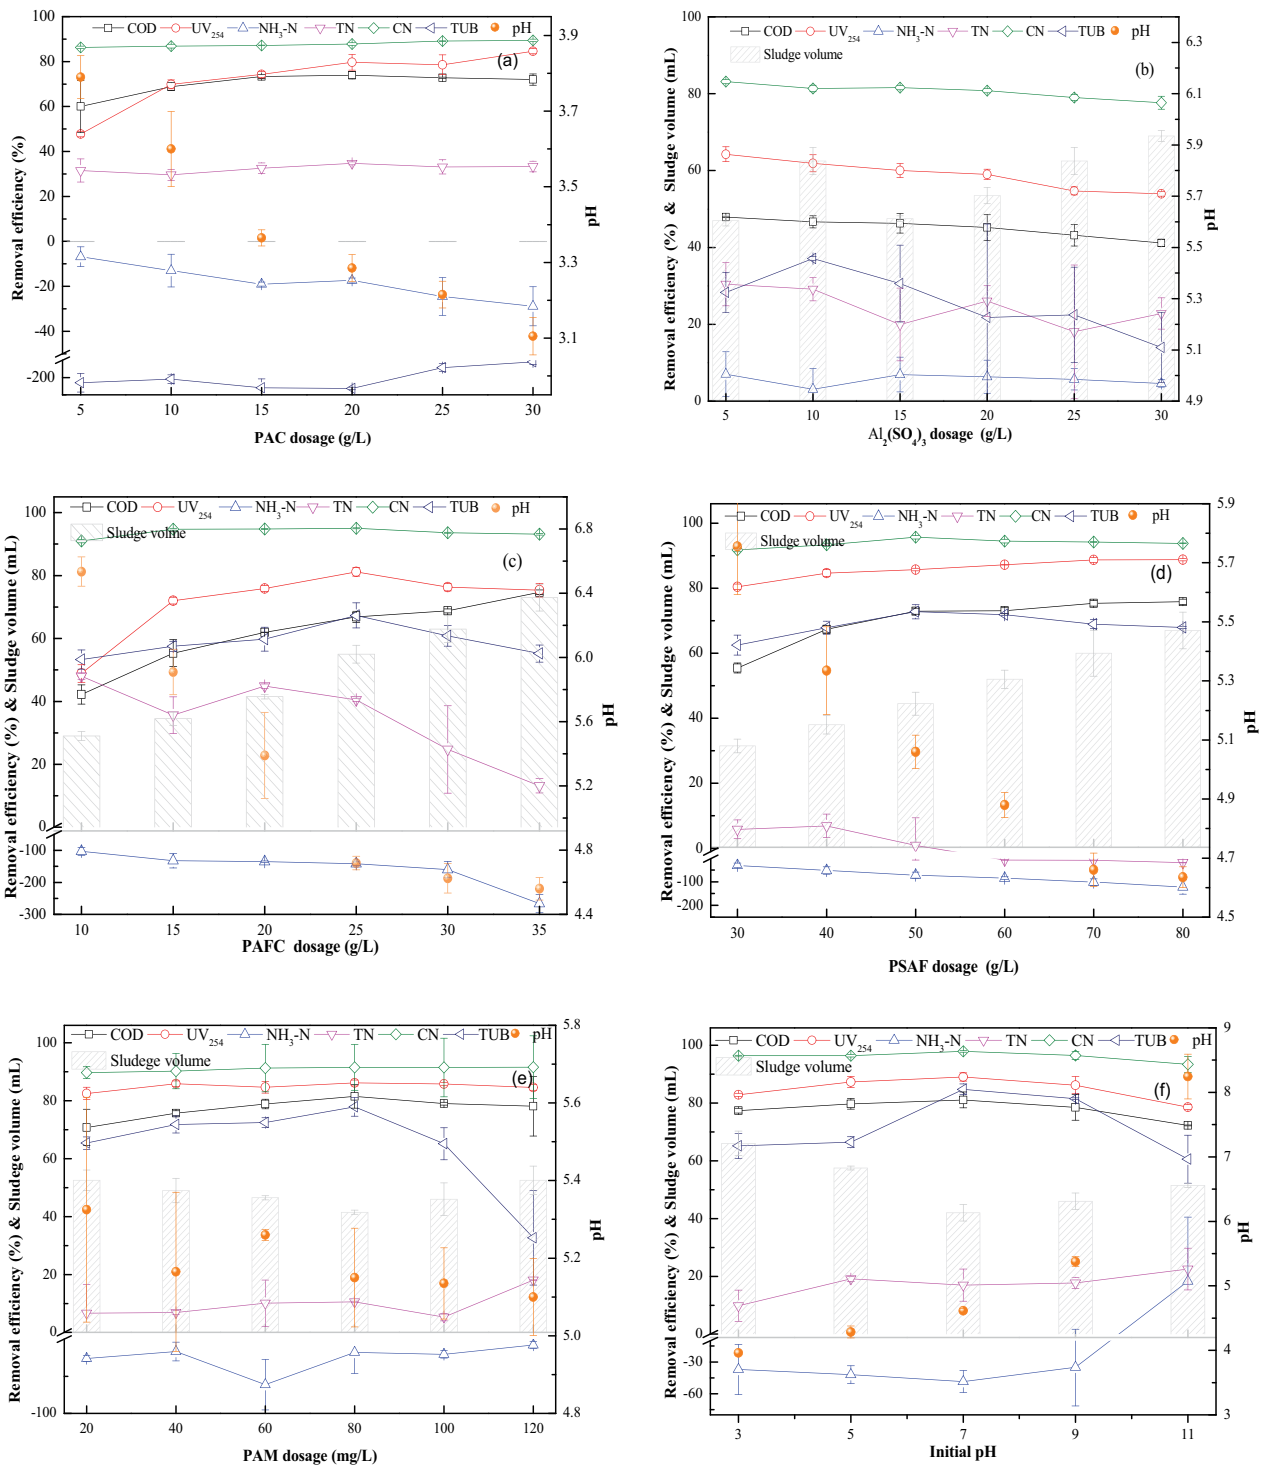 COD UV254 NH3-N TN CN TUB pH
(a)
100
80
60
40
20
0
-20
-40
-200
3.9
3.7
3.5
3.3
3.1
5 10 15 20 25 30
Removal efficiency (%)
pH
PAC dosage (g/L)
COD UV254 NH3-N TN CN TUB pH
Sludge volume
(b)
100
80
60
40
20
0
6.3
6.1
5.9
5.7
5.5
5.3
5.1
4.9
5 10 15 20 25 30
Removal efficiency (%) & Sludge volume (mL)
pH
Al2(SO4)3 dosage (g/L)
COD UV254 NH3-N TN CN TUB pH
Sludge volme
(c)
100
80
60
40
20
0
-100
-200
-300
6.8
6.4
6.0
5.6
5.2
4.8
4.4
10 15 20 25 30 35
Removal efficiency (%) & Sludge volume (mL)
pH
PAFC dosage (g/L)
COD UV254 NH3-N TN CN TUB pH
Sludge volume
(d)
100
80
60
40
20
0
-100
-200
5.9
5.7
5.5
5.3
5.1
4.9
4.7
4.5
30 40 50 60 70 80
Removal efficiency (%) & Sludge volume (mL)
pH
PSAF dosage (g/L)
COD UV254 NH3-N TN CN TUB pH
Sludege volume
(e)
100
80
60
40
20
0
-100
5.8
5.6
5.4
5.2
5.0
4.8
20 40 60 80 100 120
Removal efficiency (%) & Sludege volume (mL)
pH
PAM dosage (mg/L)
COD UV254 NH3-N TN CN TUB pH
Sludge volume
(f)
100
80
60
40
20
0
-30
-60
9
8
7
6
5
4
3
3 5 7 9 11
Removal efficiency (%) & Sludge volume (mL)
pH
Initial pH